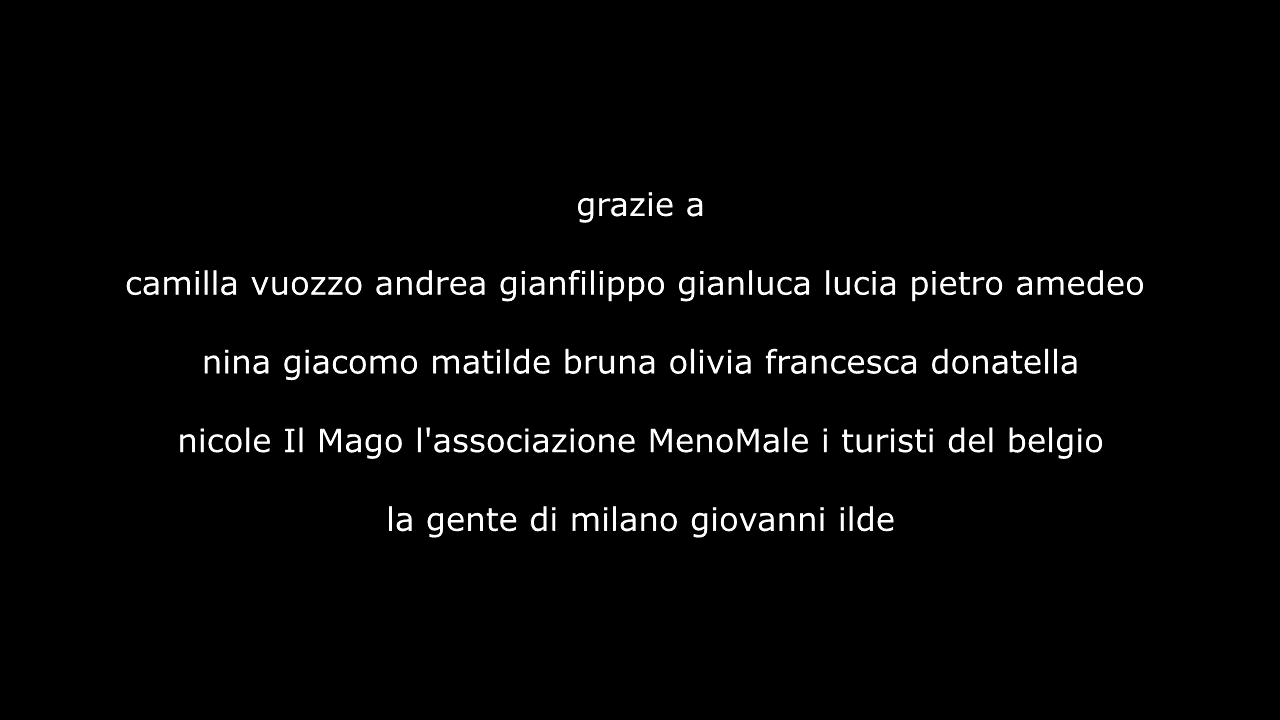 grazie a
camilla vuozzo andrea gianfilippo gianluca lucia pietro amedeo
nina giacomo matilde bruna olivia francesca donatella
nicole Il Mago l'associazione MenoMale i turisti del belgio
la gente di milano giovanni ilde